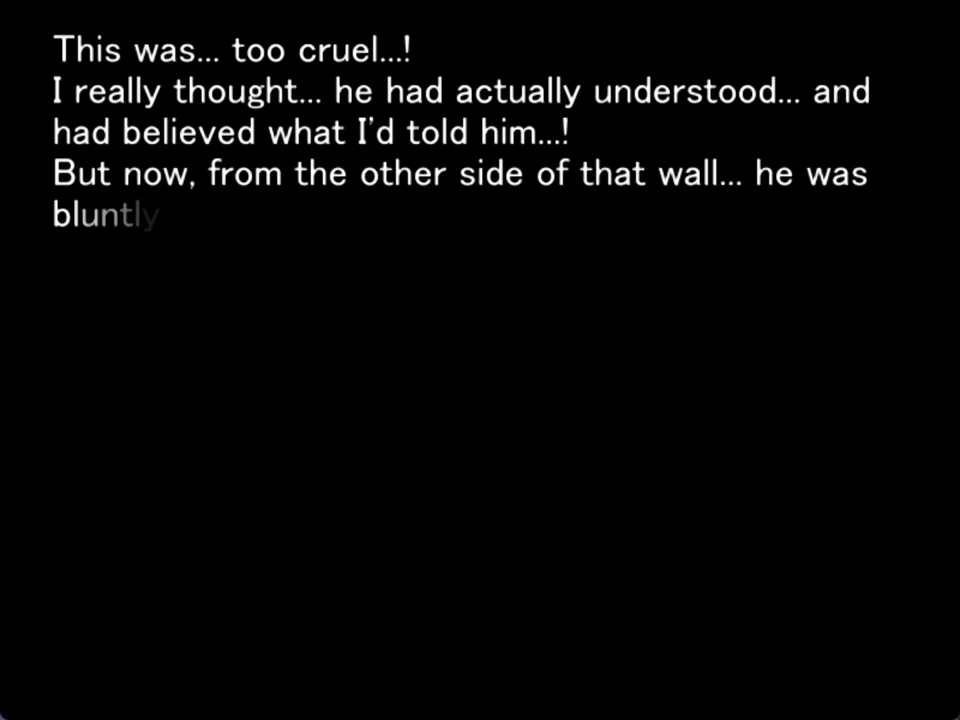 This was... too cruel...!
I really thought... he had actually understood... and
had believed what I'd told him...!
But now, from the other side of that wall... he was
bluntly